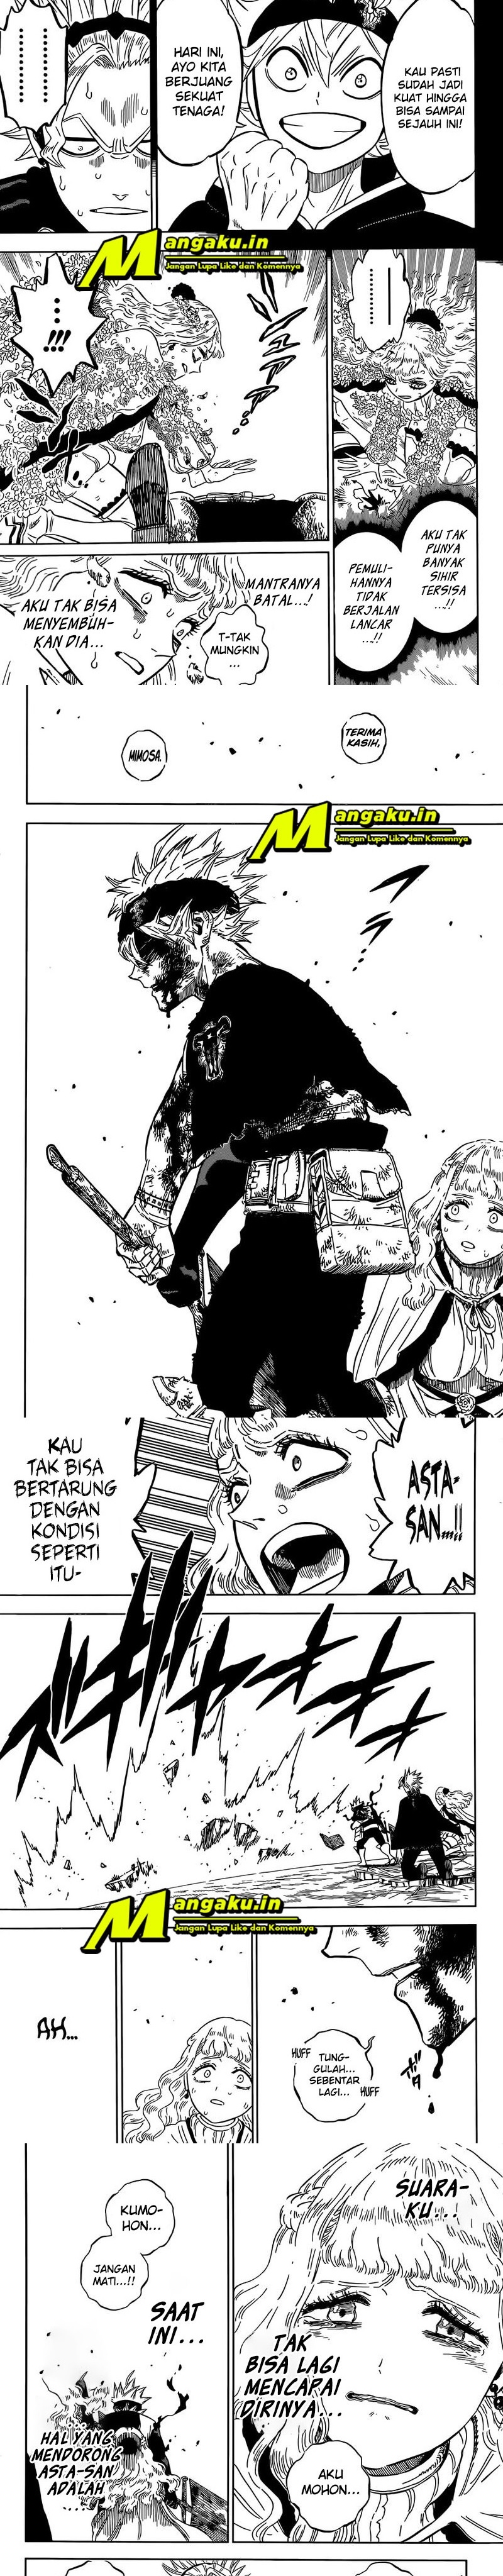 KAU PASTI
SUDAH JADI
KUAT HINGGA
BISA SAMPAI
SEJAUH INI!
HARI INI,
AYO KITA
BERJUANG
SEKUAT
TENAGA!
Mangaku.in
Jangan Lupa Like dan Komennya
...!!!
AKU TAK
PUNYA
BANYAK
SIHIR
TERSISA
...!!
PEMULI-
HANNYA
TIDAK
BERJALAN
LANCAR
...!!
MANTRANYA
BATAL...!
T-TAK
MUNGKIN
...
AKU TAK BISA
MENYEMBUH-
KAN DIA...
TERIMA
KASIH,
MIMOSA.
Mangaku.in
Jangan Lupa Like dan Komennya
ASTA-
SAN...!!
KAU
TAK BISA
BERTARUNG
DENGAN
KONDISI
SEPERTI
ITU-
Mangaku.in
Jangan Lupa Like dan Komennya
HUFF
TUNG-
GULAH...
SEBENTAR
LAGI...
HUFF
AH...
SUARA-
KU...
TAK
BISA LAGI
MENCAPAI
DIRINYA...
AKU
MOHON...
KUMO-
HON...
JANGAN
MATI...!!
SAAT
INI...
HAL YANG
MENDORONG
ASTA-SAN
ADALAH
......